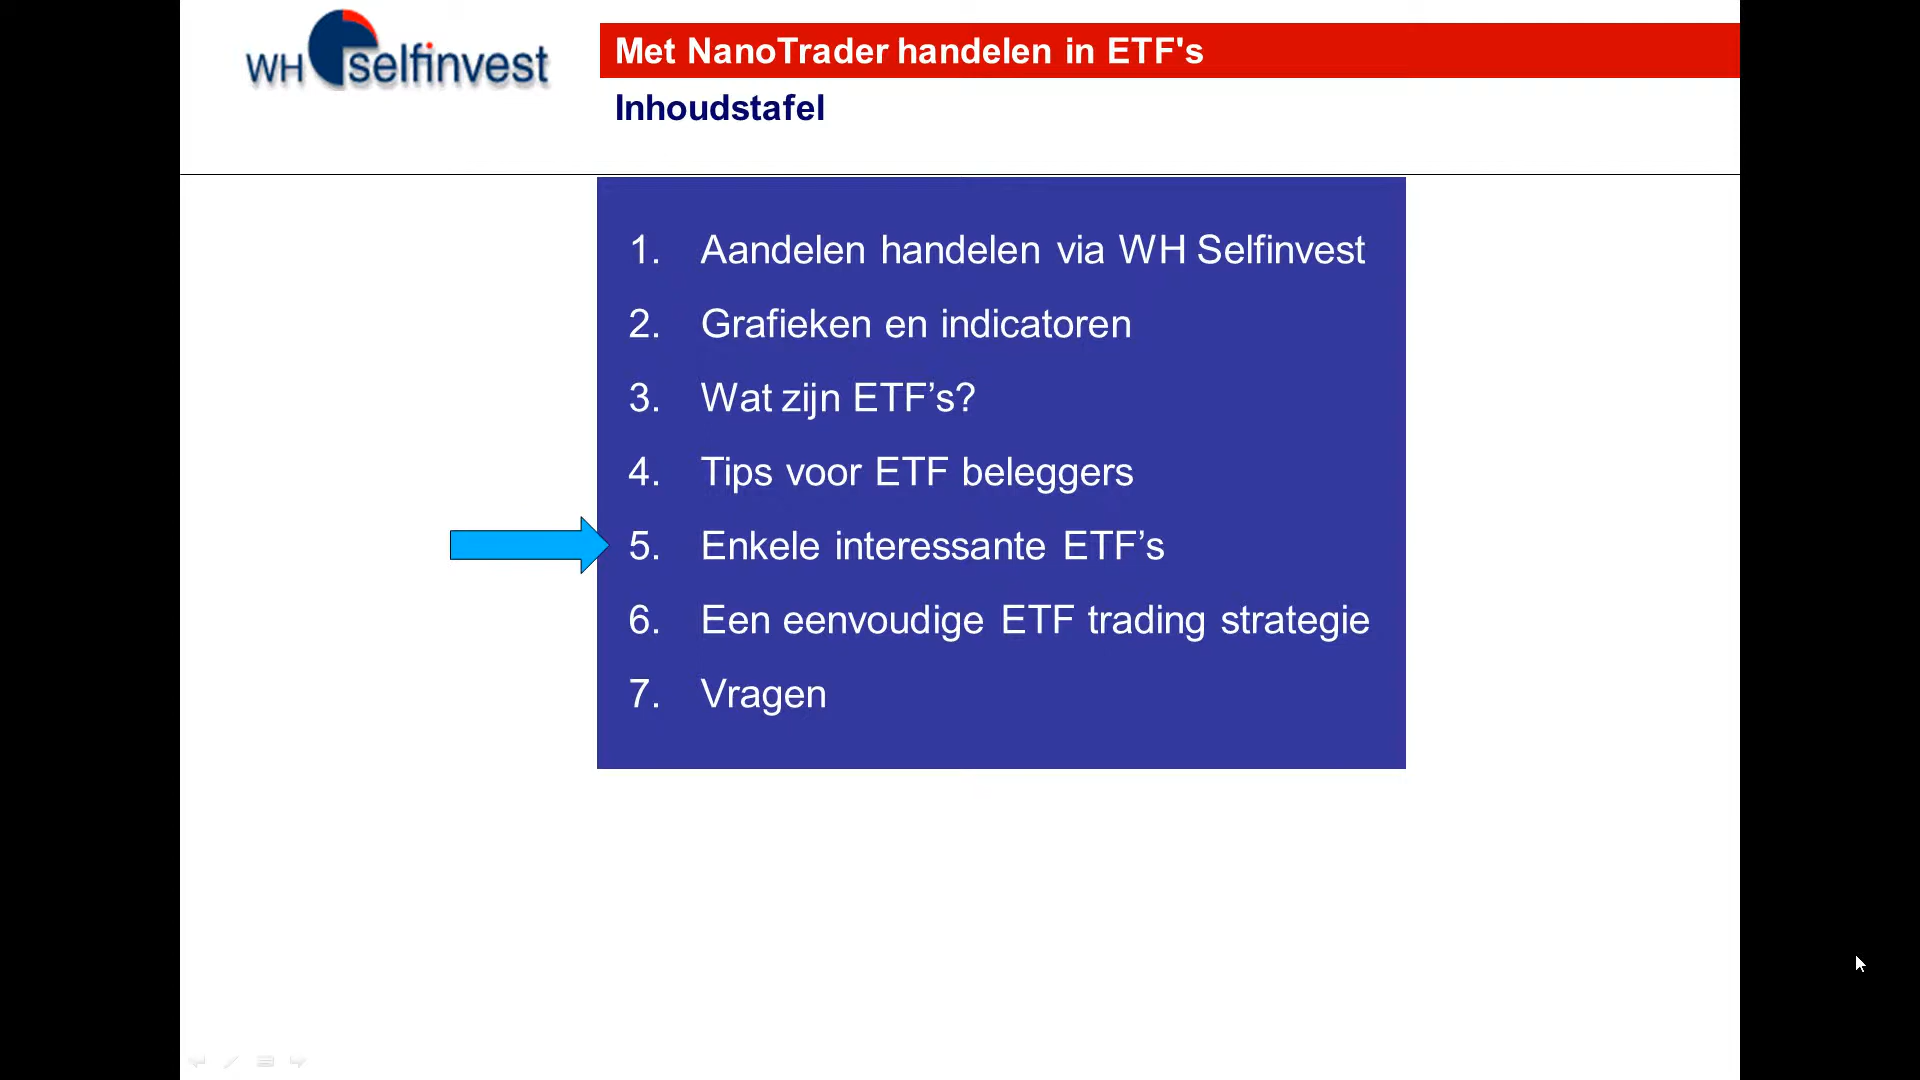 WH selfinvest
Met NanoTrader handelen in ETF's
Inhoudstafel
1. Aandelen handelen via WH Selfinvest
2. Grafieken en indicatoren
3. Wat zijn ETF’s?
4. Tips voor ETF beleggers
5. Enkele interessante ETF’s
6. Een eenvoudige ETF trading strategie
7. Vragen